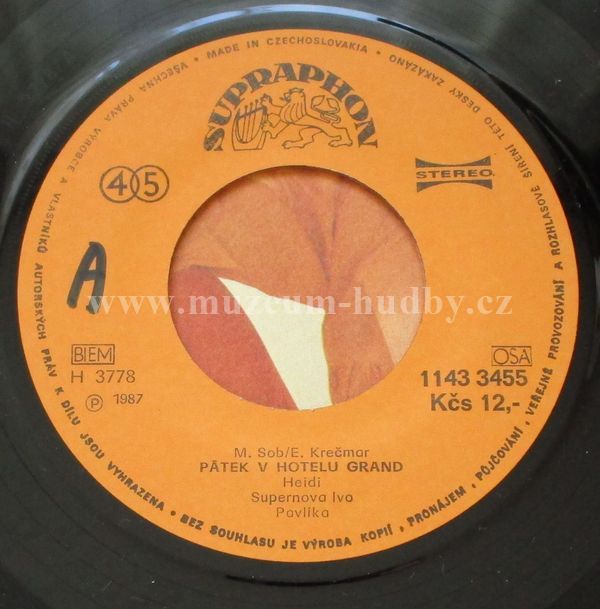 VŠECHNA PRÁVA VÝROBCE A VLASTNÍKŮ AUTORSKÝCH PRÁV K DÍLU JSOU VYHRAZENA • BEZ SOUHLASU JE VÝROBA KOPIÍ, PRONÁJEM, PŮJČOVÁNÍ, VEŘEJNÉ PROVOZOVÁNÍ A ROZHLASOVÉ ŠÍŘENÍ TÉTO DESKY ZAKÁZÁNO • MADE IN CZECHOSLOVAKIA •
SUPRAPHON
45
STEREO
A
www.muzeum-hudby.cz
BIEM
H 3778
Ⓟ 1987
OSA
1143 3455
Kčs 12,-
M. Sob/E. Krečmar
PÁTEK V HOTELU GRAND
Heidi
Supernova Ivo
Pavlíka